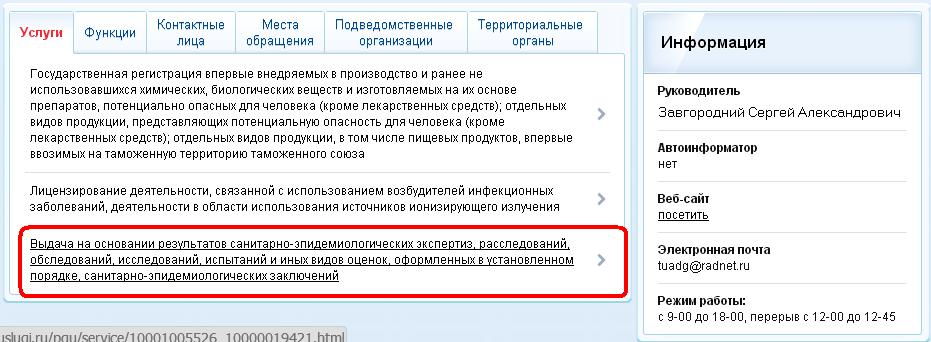 Услуги
Функции
Контактные
лица
Места
обращения
Подведомственные
организации
Территориальные
органы
Государственная регистрация впервые внедряемых в производство и ранее не
использовавшихся химических, биологических веществ и изготовляемых на их основе
препаратов, потенциально опасных для человека (кроме лекарственных средств); отдельных
видов продукции, представляющих потенциальную опасность для человека (кроме
лекарственных средств); отдельных видов продукции, в том числе пищевых продуктов, впервые
ввозимых на таможенную территорию таможенного союза
Лицензирование деятельности, связанной с использованием возбудителей инфекционных
заболеваний, деятельности в области использования источников ионизирующего излучения
Выдача на основании результатов санитарно-эпидемиологических экспертиз, расследований,
обследований, исследований, испытаний и иных видов оценок, оформленных в установленном
порядке, санитарно-эпидемиологических заключений
Информация
Руководитель
Завгородний Сергей Александрович
Автоинформатор
нет
Веб-сайт
посетить
Электронная почта
tuadg@radnet.ru
Режим работы:
с 9-00 до 18-00, перерыв с 12-00 до 12-45
uslugi.ru/pgu/service/10001005526_10000019421.html